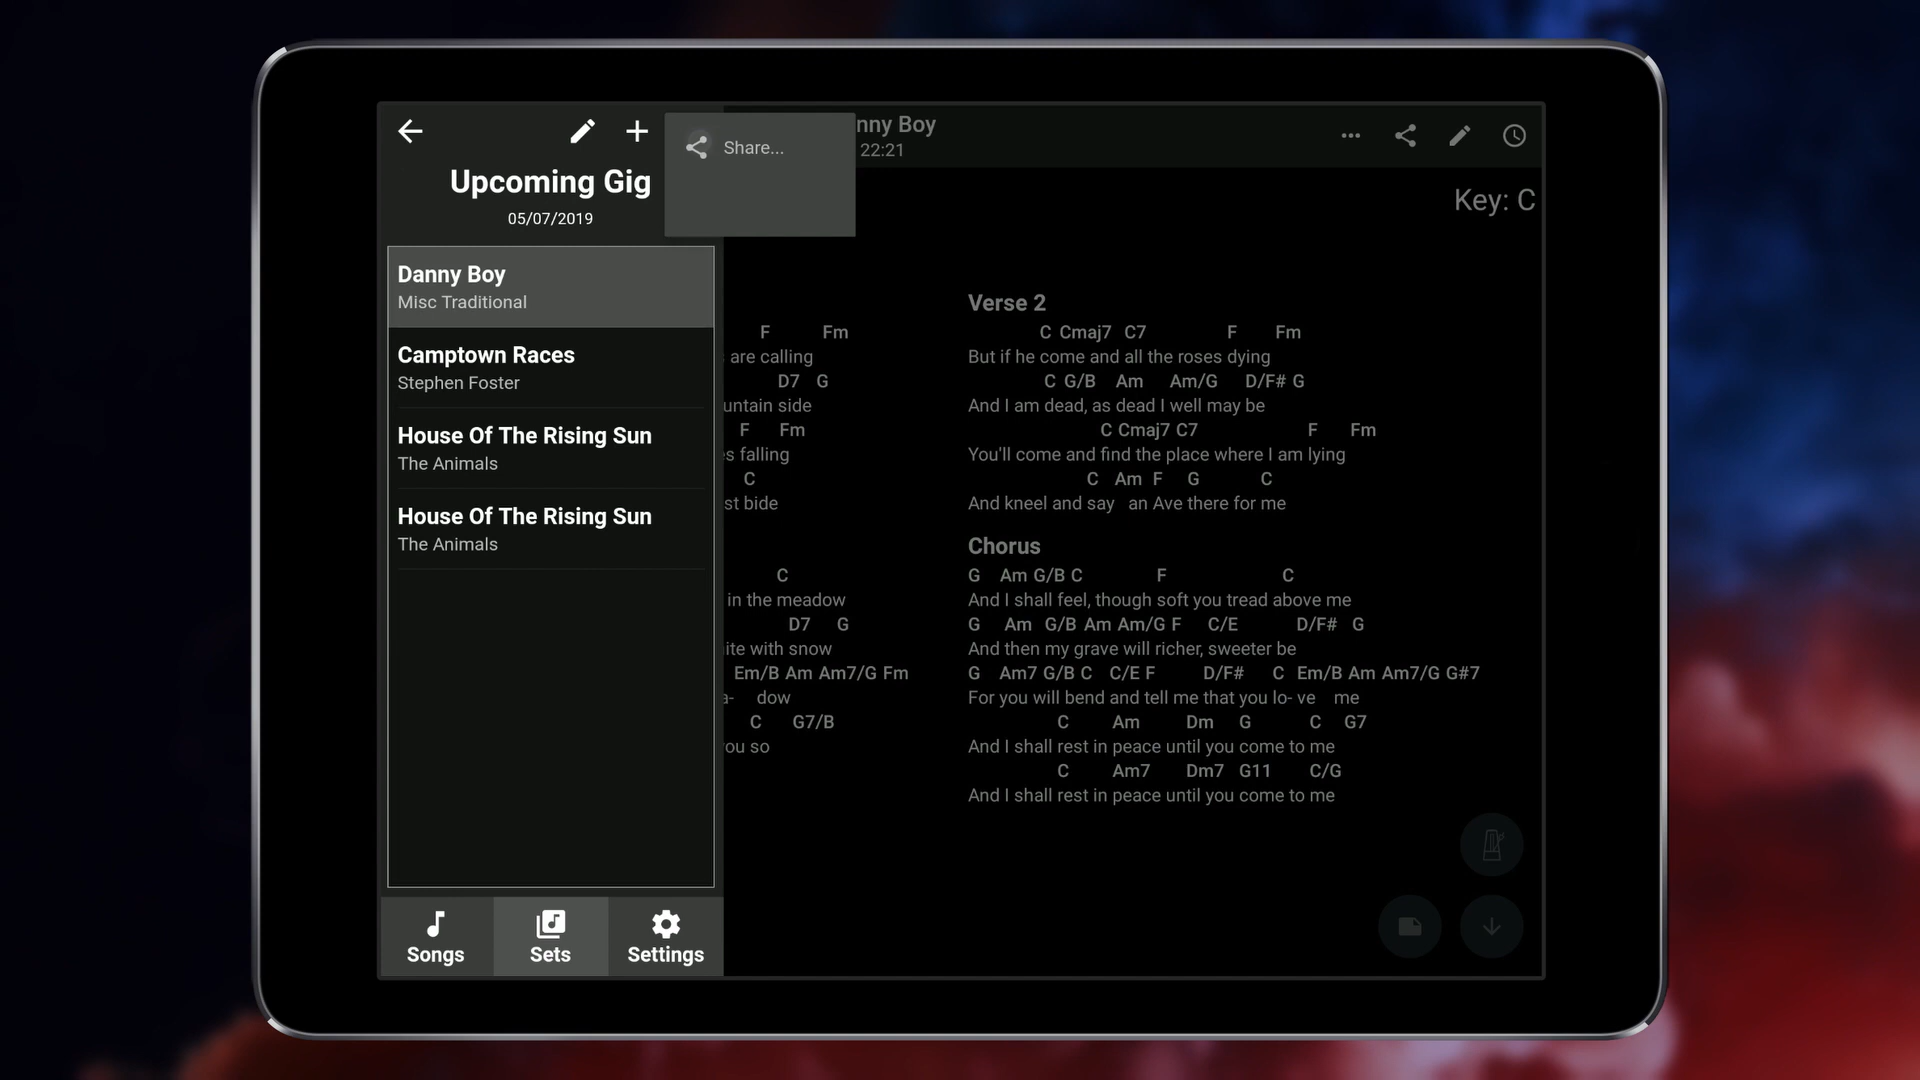 Upcoming Gig
05/07/2019
Share...
nny Boy
22:21
Key: C
Danny Boy
Misc Traditional
Camptown Races
Stephen Foster
House Of The Rising Sun
The Animals
House Of The Rising Sun
The Animals
Songs
Sets
Settings
F Fm
are calling
D7 G
untain side
F Fm
s falling
C
st bide
C
in the meadow
D7 G
ite with snow
Em/B Am Am7/G Fm
a- dow
C G7/B
ou so
Verse 2
C Cmaj7 C7 F Fm
But if he come and all the roses dying
C G/B Am Am/G D/F# G
And I am dead, as dead I well may be
C Cmaj7 C7 F Fm
You'll come and find the place where I am lying
C Am F G C
And kneel and say an Ave there for me
Chorus
G Am G/B C F C
And I shall feel, though soft you tread above me
G Am G/B Am Am/G F C/E D/F# G
And then my grave will richer, sweeter be
G Am7 G/B C C/E F D/F# C Em/B Am Am7/G G#7
For you will bend and tell me that you lo- ve me
C Am Dm G C G7
And I shall rest in peace until you come to me
C Am7 Dm7 G11 C/G
And I shall rest in peace until you come to me